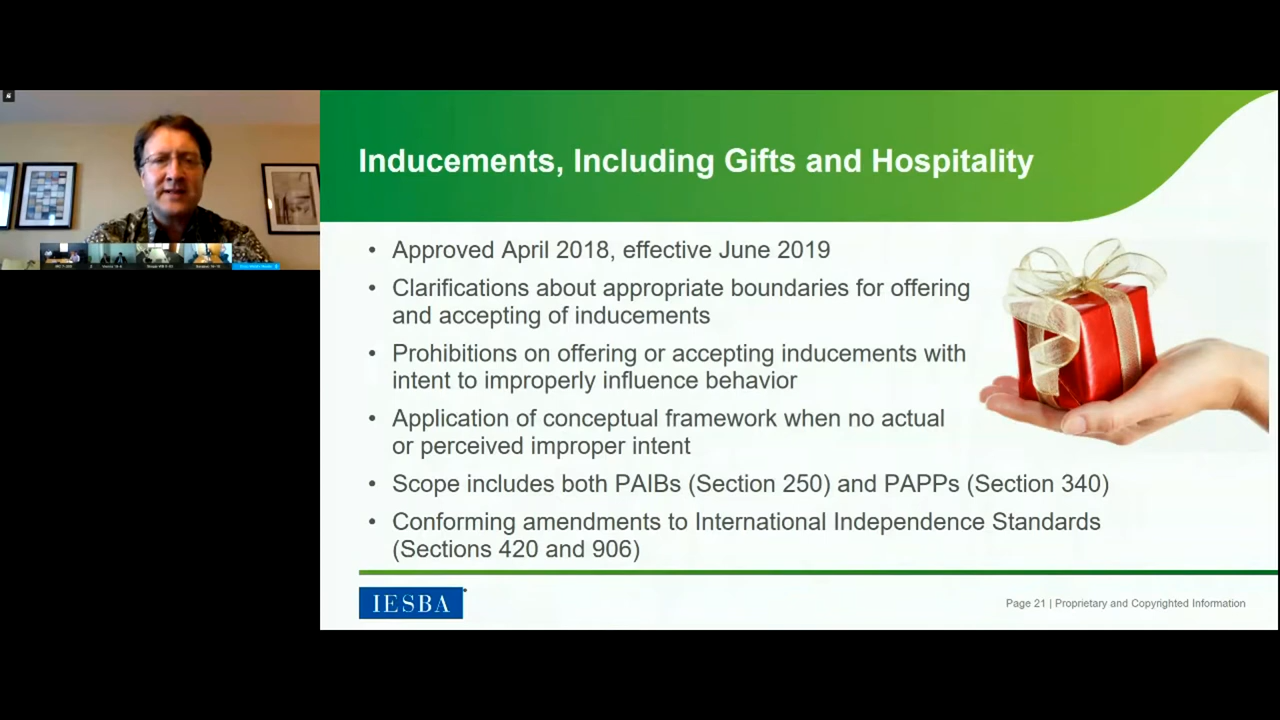 Inducements, Including Gifts and Hospitality
• Approved April 2018, effective June 2019
• Clarifications about appropriate boundaries for offering
and accepting of inducements
• Prohibitions on offering or accepting inducements with
intent to improperly influence behavior
• Application of conceptual framework when no actual
or perceived improper intent
• Scope includes both PAIBs (Section 250) and PAPPs (Section 340)
• Conforming amendments to International Independence Standards
(Sections 420 and 906)
IESBA
Page 21 | Proprietary and Copyrighted Information